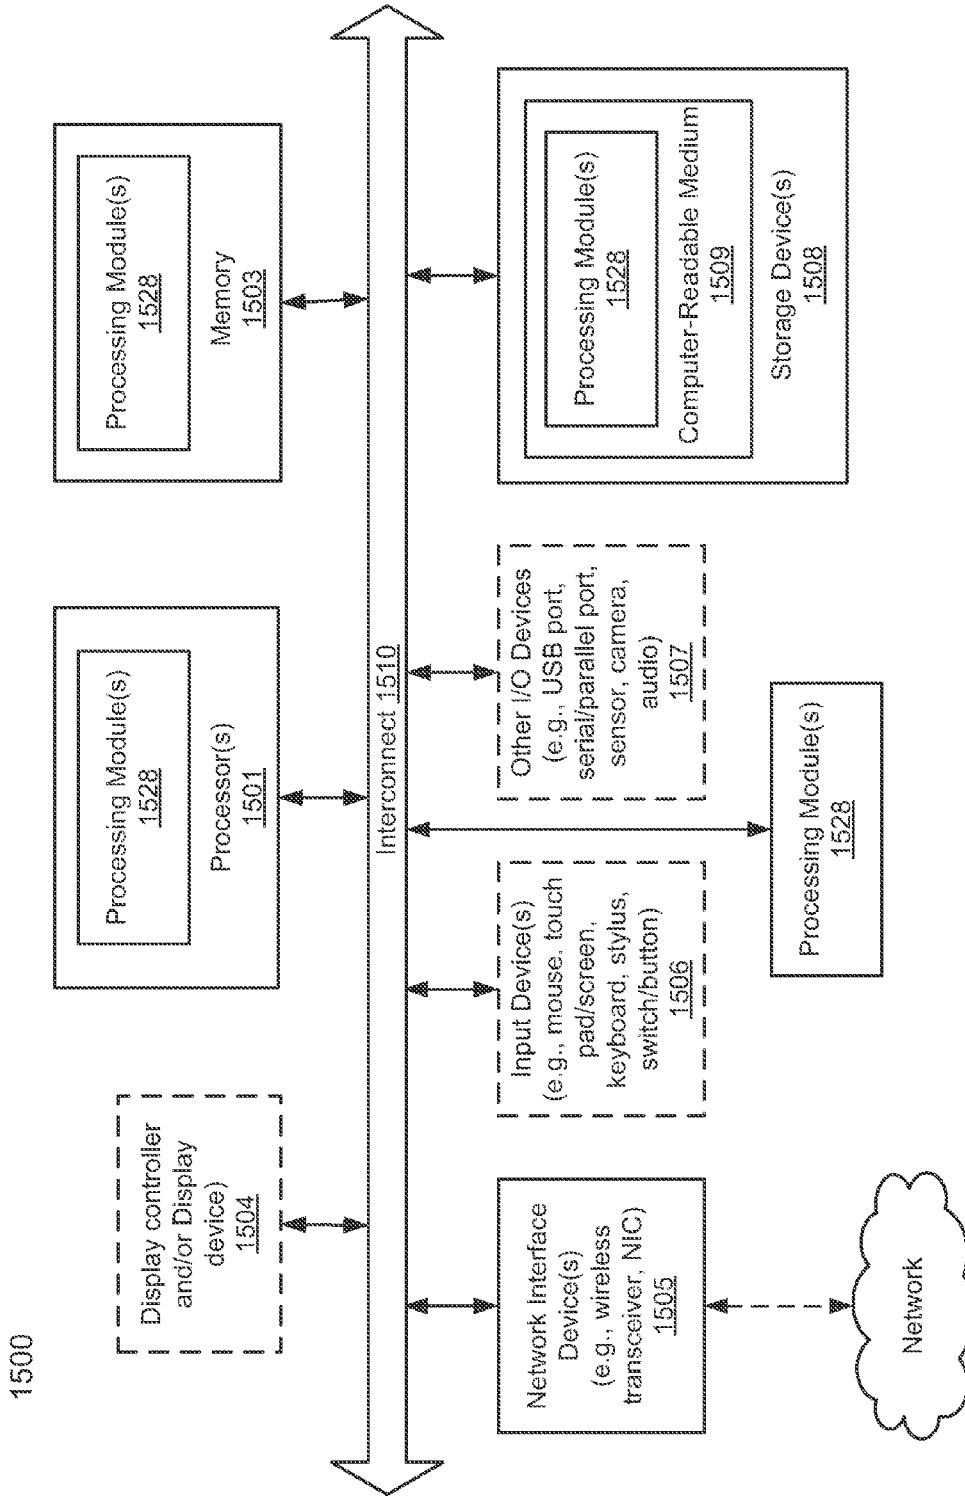 1500
Display controller
and/or Display
device)
1504
Processing Module(s)
1528
Processor(s)
1501
Processing Module(s)
1528
Memory
1503
Interconnect 1510
Network Interface
Device(s)
(e.g., wireless
transceiver, NIC)
1505
Input Device(s)
(e.g., mouse, touch
pad/screen,
keyboard, stylus,
switch/button)
1506
Other I/O Devices
(e.g., USB port,
serial/parallel port,
sensor, camera,
audio)
1507
Processing Module(s)
1528
Computer-Readable Medium
1509
Storage Device(s)
1508
Processing Module(s)
1528
Network